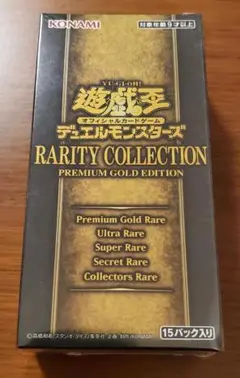 KONAMI
対象年齢9才以上
YU-GI-OH!
遊戯王
オフィシャルカードゲーム
デュエルモンスターズ
RARITY COLLECTION
PREMIUM GOLD EDITION
Premium Gold Rare
Ultra Rare
Super Rare
Secret Rare
Collectors Rare
15パック入り